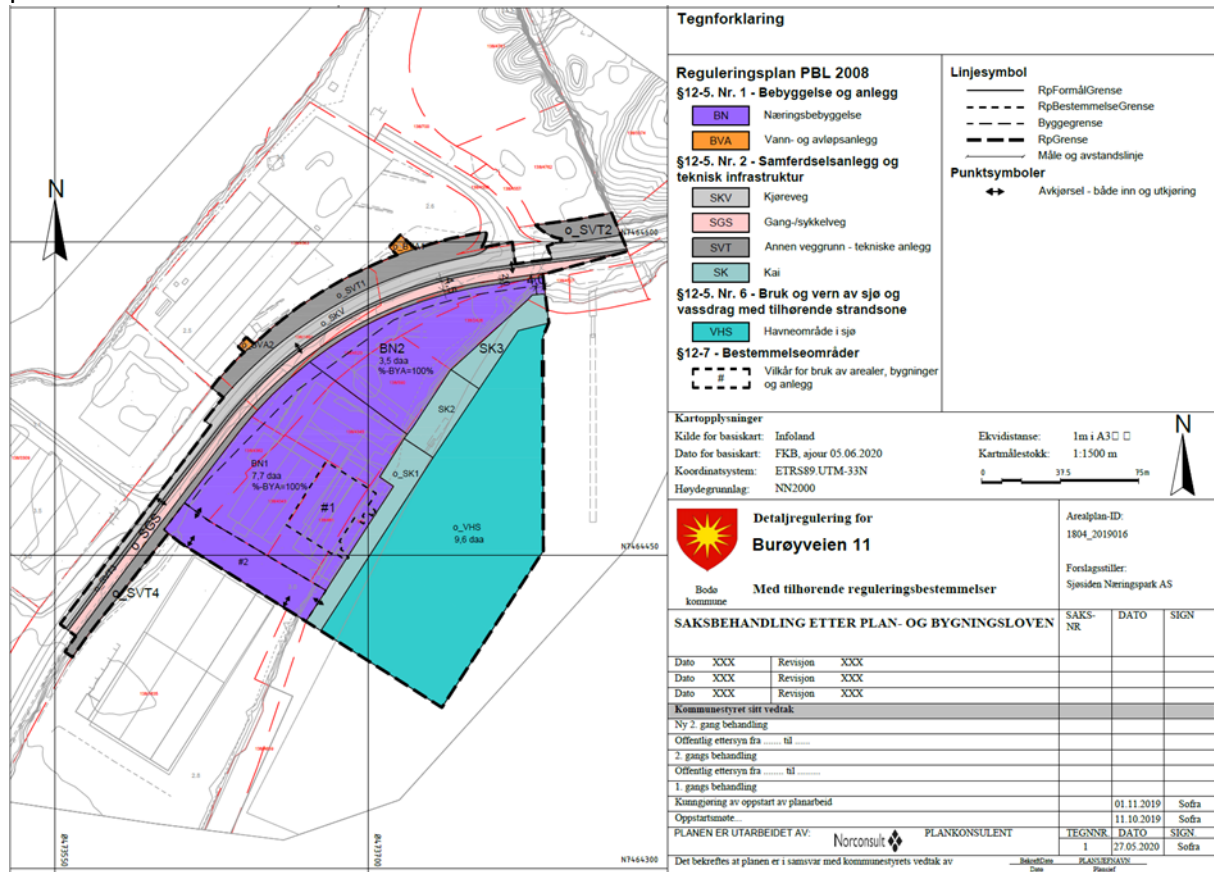 N
o_SVT2
N7464600
o_SVT1
o_SKV
o_BVA2
BN2
3,5 daa
%-BYA=100%
SK3
SK2
BN1
7,7 daa
%-BYA=100%
o_SK1
#1
o_VHS
9,6 daa
o_SGS
N7464450
#2
o_SVT4
Ø473550
Ø473700
N7464300
Tegnforklaring
Reguleringsplan PBL 2008
§12-5. Nr. 1 - Bebyggelse og anlegg
BN Næringsbebyggelse
BVA Vann- og avløpsanlegg
§12-5. Nr. 2 - Samferdselsanlegg og
teknisk infrastruktur
SKV Kjøreveg
SGS Gang-/sykkelveg
SVT Annen veggrunn - tekniske anlegg
SK Kai
§12-5. Nr. 6 - Bruk og vern av sjø og
vassdrag med tilhørende strandsone
VHS Havneområde i sjø
§12-7 - Bestemmelseområder
# Vilkår for bruk av arealer, bygninger
og anlegg
Linjesymbol
RpFormålGrense
RpBestemmelseGrense
Byggegrense
RpGrense
Måle og avstandslinje
Punktsymboler
Avkjørsel - både inn og utkjøring
Kartopplysninger
Kilde for basiskart: Infoland
Dato for basiskart: FKB, ajour 05.06.2020
Koordinatsystem: ETRS89.UTM-33N
Høydegrunnlag: NN2000
Ekvidistanse: 1m i A3
Kartmålestokk: 1:1500 m
0 37.5 75m
N
Bodø
kommune
Detaljregulering for
Burøyveien 11
Med tilhørende reguleringsbestemmelser
Arealplan-ID:
1804_2019016
Forslagsstiller:
Sjøsiden Næringspark AS
SAKSBEHANDLING ETTER PLAN- OG BYGNINGSLOVEN SAKS-NR DATO SIGN
Dato XXX Revisjon XXX
Dato XXX Revisjon XXX
Dato XXX Revisjon XXX
Kommunestyret sitt vedtak
Ny 2. gang behandling
Offentlig ettersyn fra ........ til ......
2. gangs behandling
Offentlig ettersyn fra ........ til .........
1. gangs behandling
Kunngjøring av oppstart av planarbeid 01.11.2019 Sofra
Oppstartsmøte... 11.10.2019 Sofra
PLANEN ER UTARBEIDET AV: Norconsult PLANKONSULENT TEGNNR. DATO SIGN.
1 27.05.2020 Sofra
Det bekreftes at planen er i samsvar med kommunestyrets vedtak av
BekreftDato PLANSJEFNAVN
Dato Plansjef